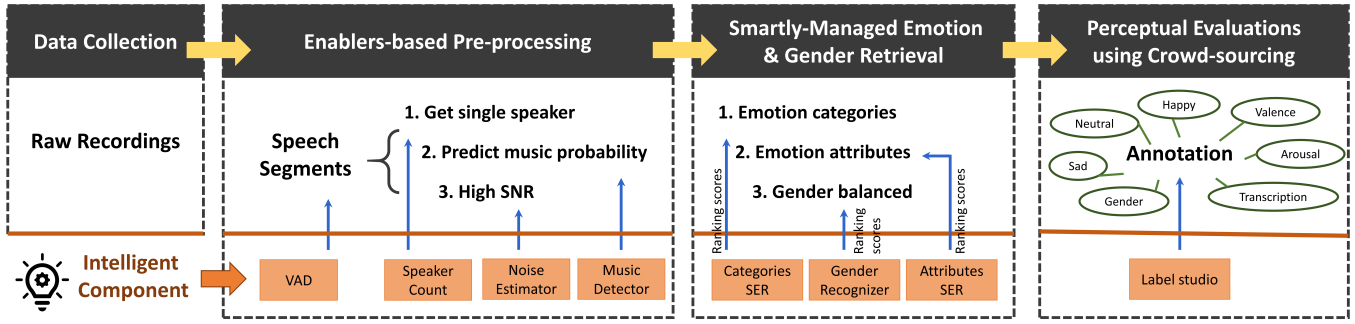 Data Collection
Enablers-based Pre-processing
Smartly-Managed Emotion
& Gender Retrieval
Perceptual Evaluations
using Crowd-sourcing
Raw Recordings
Speech
Segments
1. Get single speaker
2. Predict music probability
3. High SNR
1. Emotion categories
2. Emotion attributes
3. Gender balanced
Ranking scores
Ranking
scores
Ranking scores
Happy
Valence
Neutral
Annotation
Arousal
Sad
Gender
Transcription
Intelligent
Component
VAD
Speaker
Count
Noise
Estimator
Music
Detector
Categories
SER
Gender
Recognizer
Attributes
SER
Label studio